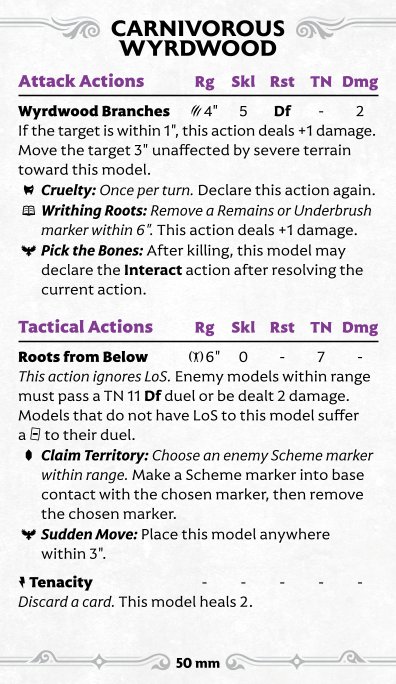 CARNIVOROUS
WYRDWOOD
Attack Actions Rg Skl Rst TN Dmg
Wyrdwood Branches 4" 5 Df - 2
If the target is within 1", this action deals +1 damage.
Move the target 3" unaffected by severe terrain
toward this model.
Cruelty: Once per turn. Declare this action again.
Writhing Roots: Remove a Remains or Underbrush
marker within 6". This action deals +1 damage.
Pick the Bones: After killing, this model may
declare the Interact action after resolving the
current action.
Tactical Actions Rg Skl Rst TN Dmg
Roots from Below 6" 0 - 7 -
This action ignores LoS. Enemy models within range
must pass a TN 11 Df duel or be dealt 2 damage.
Models that do not have LoS to this model suffer
a to their duel.
Claim Territory: Choose an enemy Scheme marker
within range. Make a Scheme marker into base
contact with the chosen marker, then remove
the chosen marker.
Sudden Move: Place this model anywhere
within 3".
Tenacity - - - - -
Discard a card. This model heals 2.
50 mm